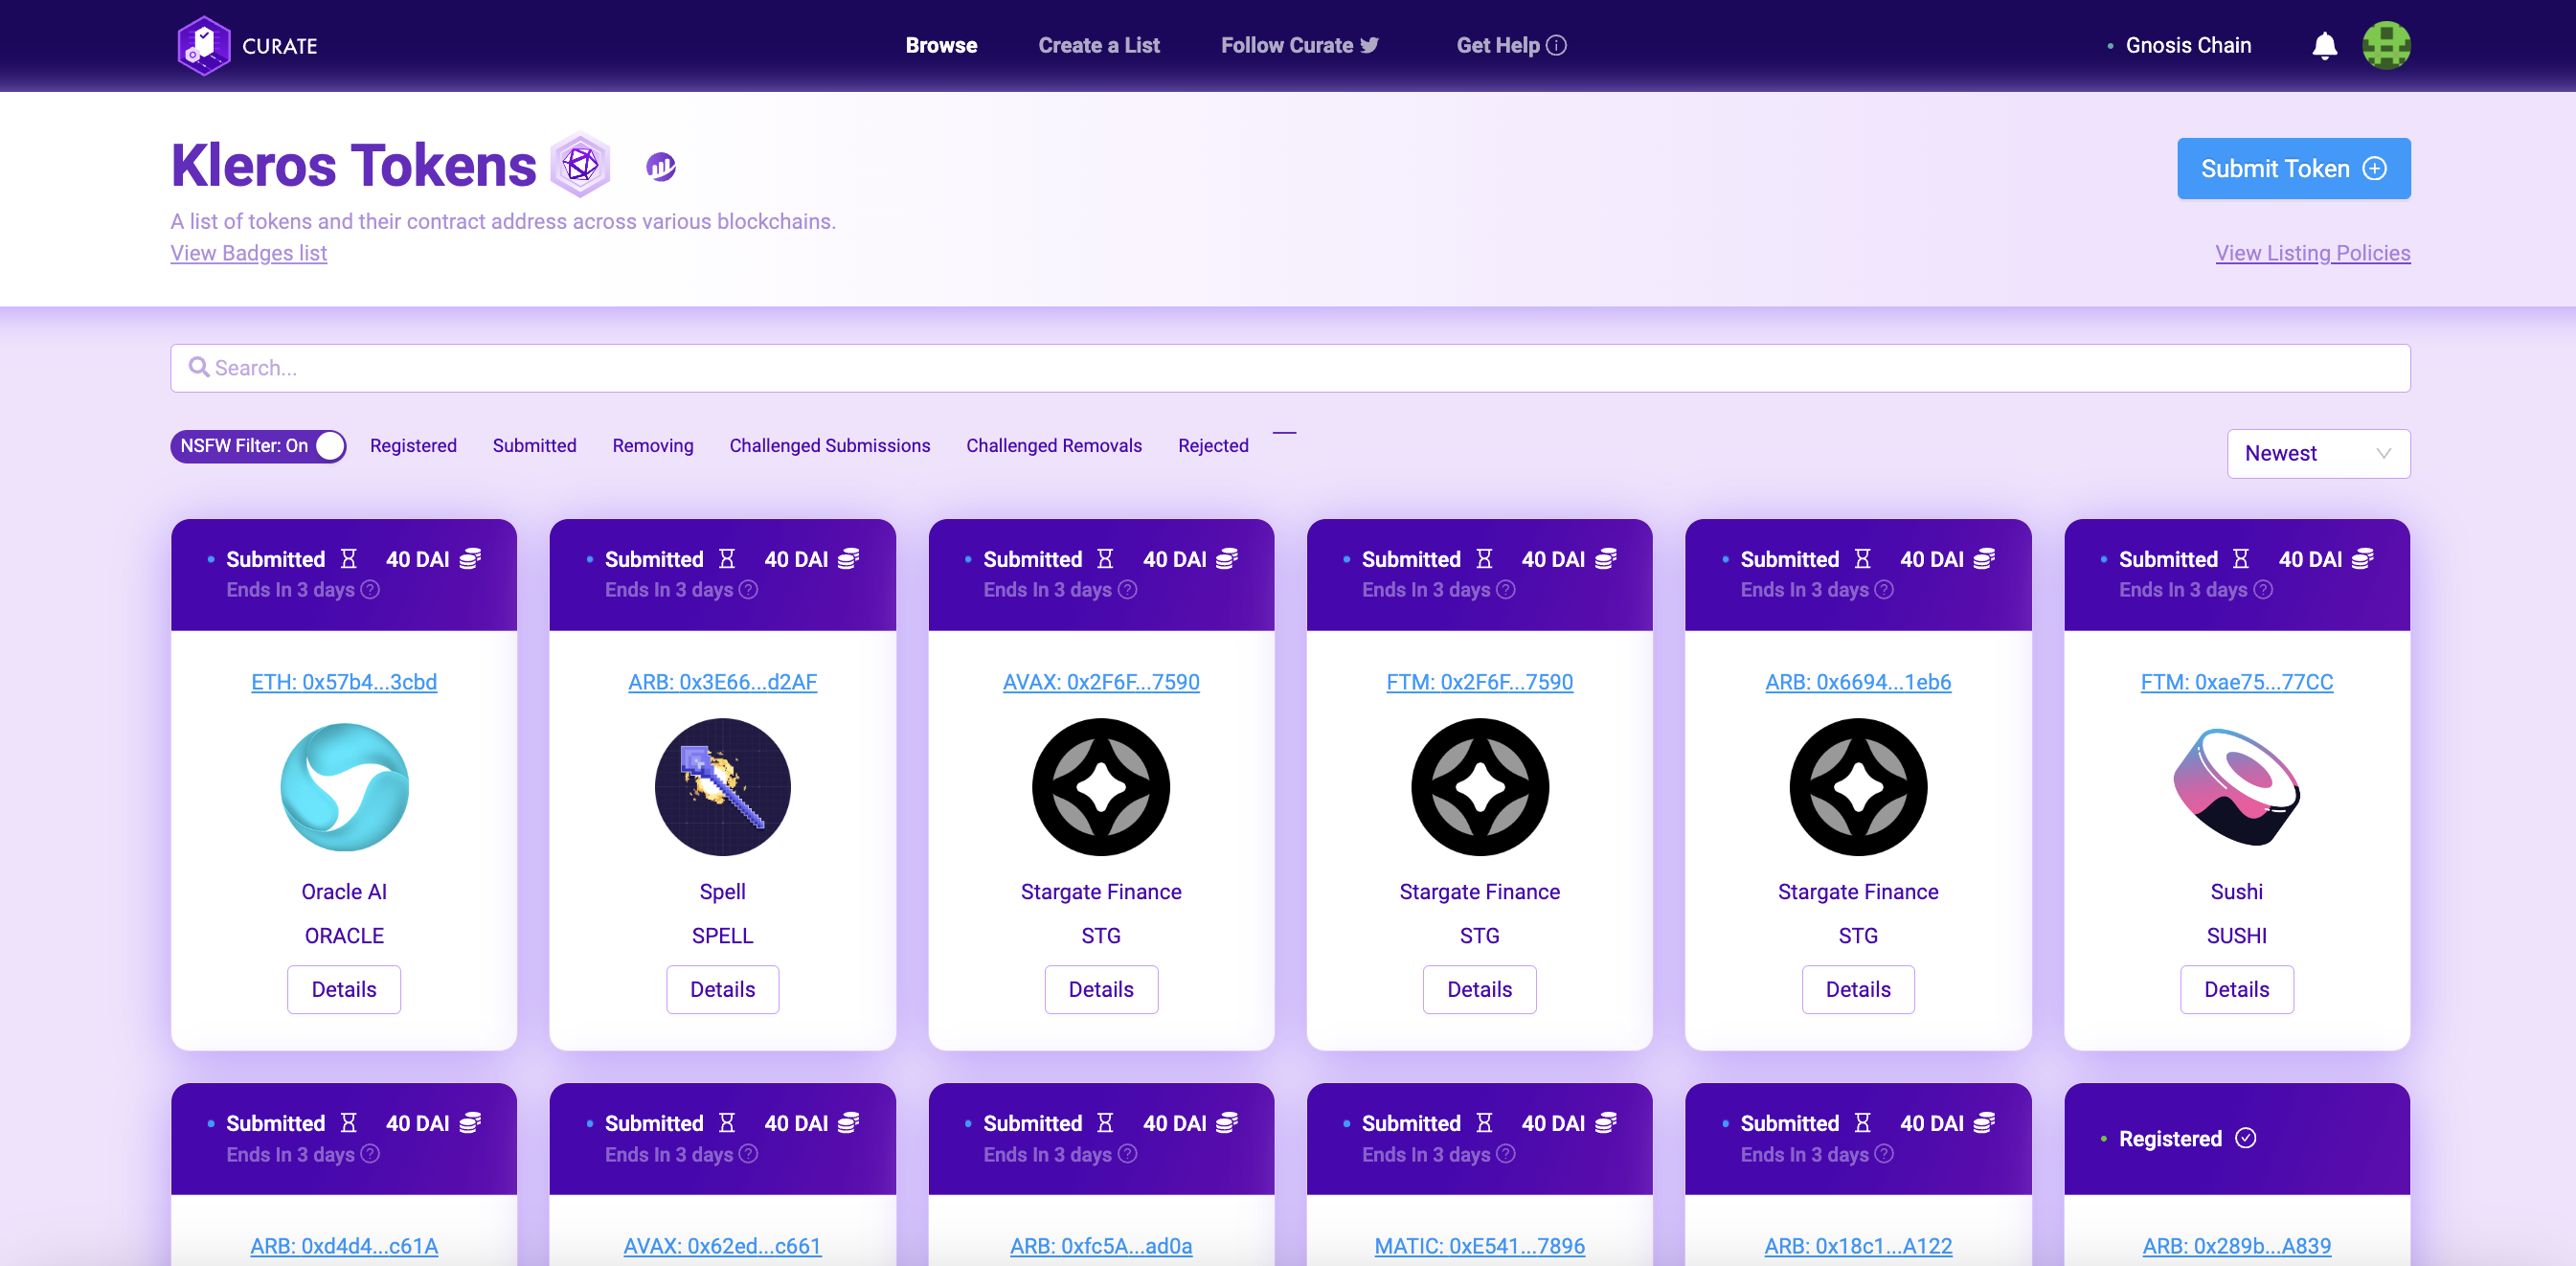 CURATE
Browse Create a List Follow Curate Get Help
Gnosis Chain
Kleros Tokens
Submit Token
A list of tokens and their contract address across various blockchains.
View Badges list
View Listing Policies
Search...
NSFW Filter: On Registered Submitted Removing Challenged Submissions Challenged Removals Rejected
Newest
Submitted 40 DAI
Ends In 3 days
ETH: 0x57b4...3cbd
Oracle AI
ORACLE
Details
Submitted 40 DAI
Ends In 3 days
ARB: 0x3E66...d2AF
Spell
SPELL
Details
Submitted 40 DAI
Ends In 3 days
AVAX: 0x2F6F...7590
Stargate Finance
STG
Details
Submitted 40 DAI
Ends In 3 days
FTM: 0x2F6F...7590
Stargate Finance
STG
Details
Submitted 40 DAI
Ends In 3 days
ARB: 0x6694...1eb6
Stargate Finance
STG
Details
Submitted 40 DAI
Ends In 3 days
FTM: 0xae75...77CC
Sushi
SUSHI
Details
Submitted 40 DAI
Ends In 3 days
ARB: 0xd4d4...c61A
Submitted 40 DAI
Ends In 3 days
AVAX: 0x62ed...c661
Submitted 40 DAI
Ends In 3 days
ARB: 0xfc5A...ad0a
Submitted 40 DAI
Ends In 3 days
MATIC: 0xE541...7896
Submitted 40 DAI
Ends In 3 days
ARB: 0x18c1...A122
Registered
ARB: 0x289b...A839